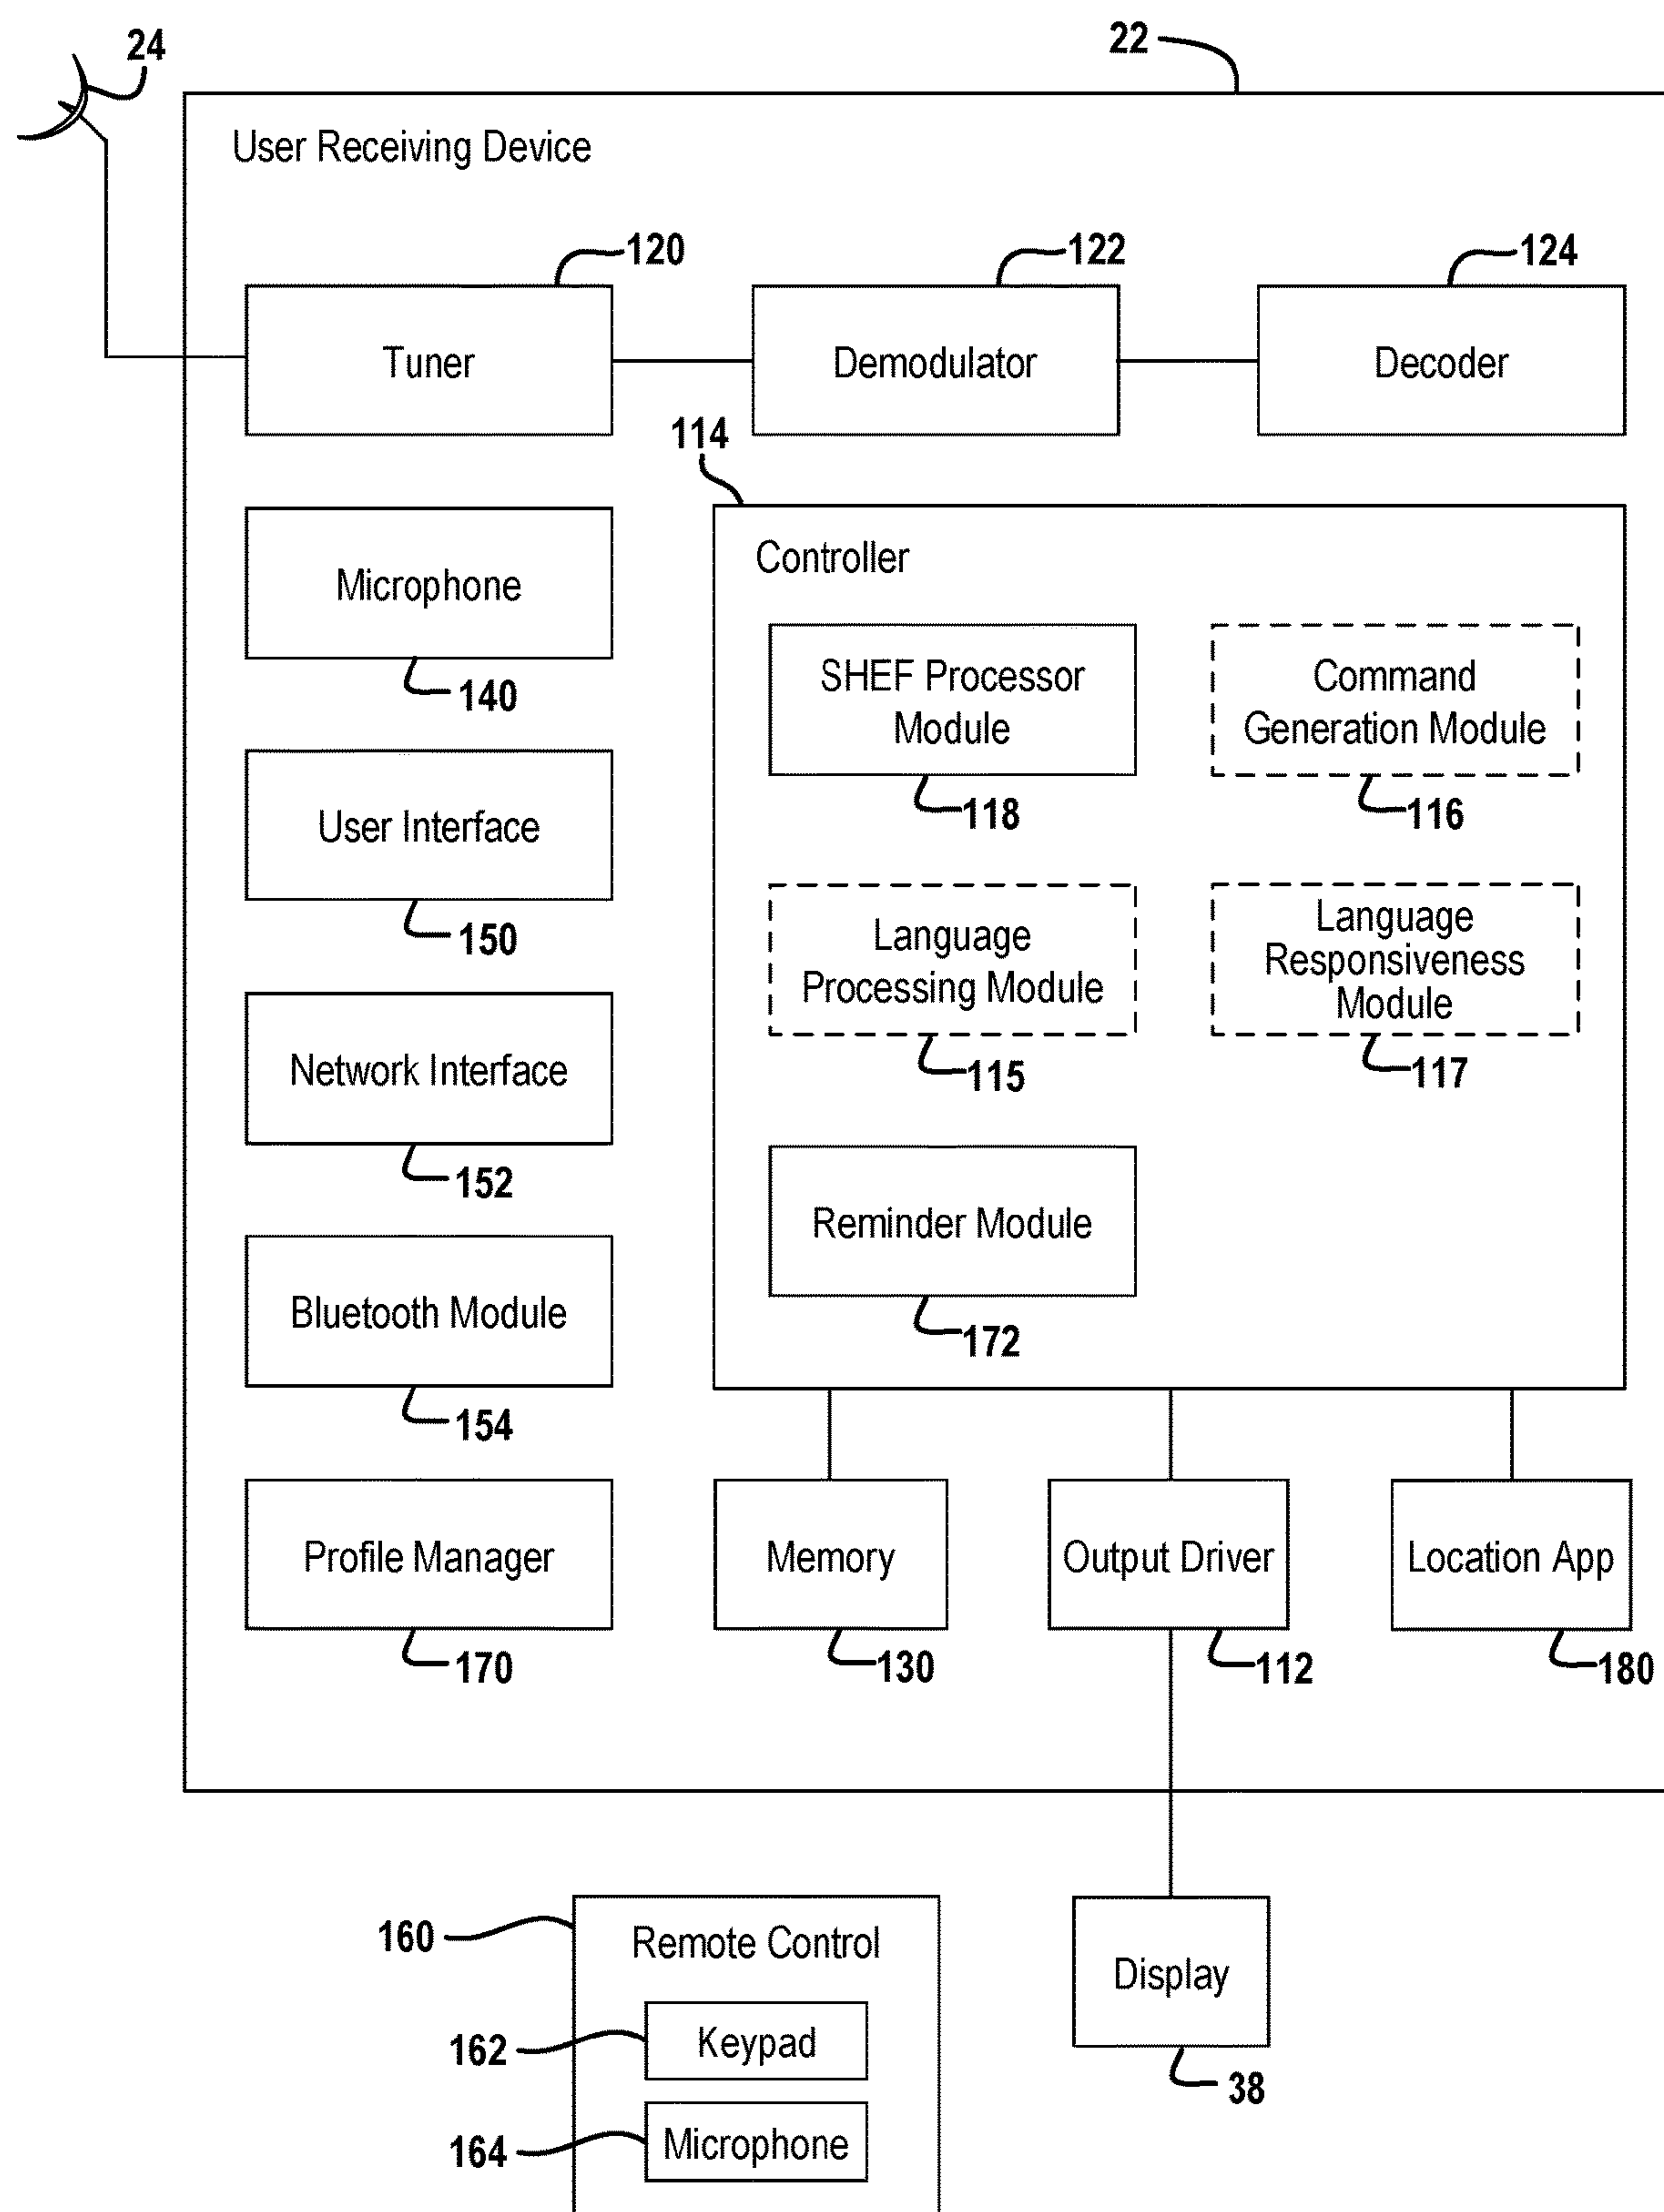 24
22
User Receiving Device
120
122
124
Tuner
Demodulator
Decoder
114
Microphone
140
Controller
SHEF Processor
Module
118
Command
Generation Module
116
User Interface
150
Language
Processing Module
115
Language
Responsiveness
Module
117
Network Interface
152
Reminder Module
172
Bluetooth Module
154
Profile Manager
170
Memory
130
Output Driver
112
Location App
180
160
Remote Control
162
Keypad
164
Microphone
Display
38